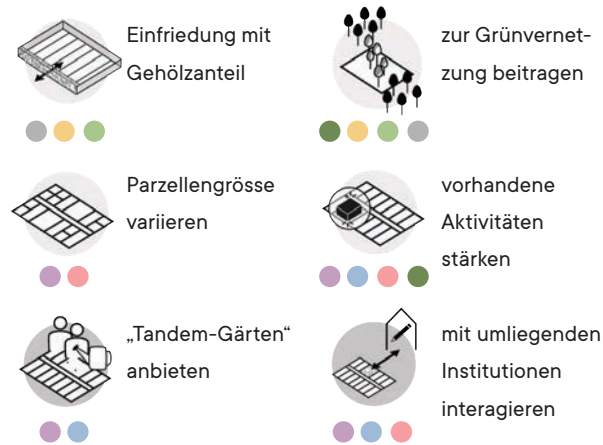 Einfriedung mit
Gehölzanteil
zur Grünvernet-
zung beitragen
Parzellengrösse
variieren
vorhandene
Aktivitäten
stärken
„Tandem-Gärten“
anbieten
mit umliegenden
Institutionen
interagieren